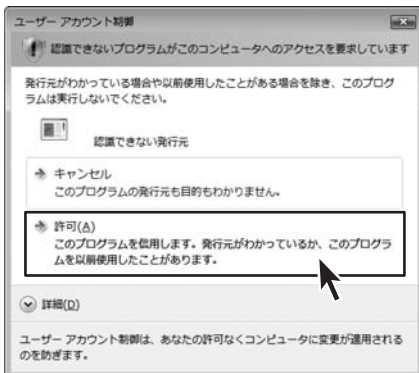 ユーザー アカウント制御
認識できないプログラムがこのコンピュータへのアクセスを要求しています
発行元がわかっている場合や以前使用したことがある場合を除き、このプログ
ラムは実行しないでください。
認識できない発行元
キャンセル
このプログラムの発行元も目的もわかりません。
許可(A)
このプログラムを信用します。発行元がわかっているか、このプログラ
ムを以前使用したことがあります。
詳細(D)
ユーザー アカウント制御は、あなたの許可なくコンピュータに変更が適用される
のを防ぎます。